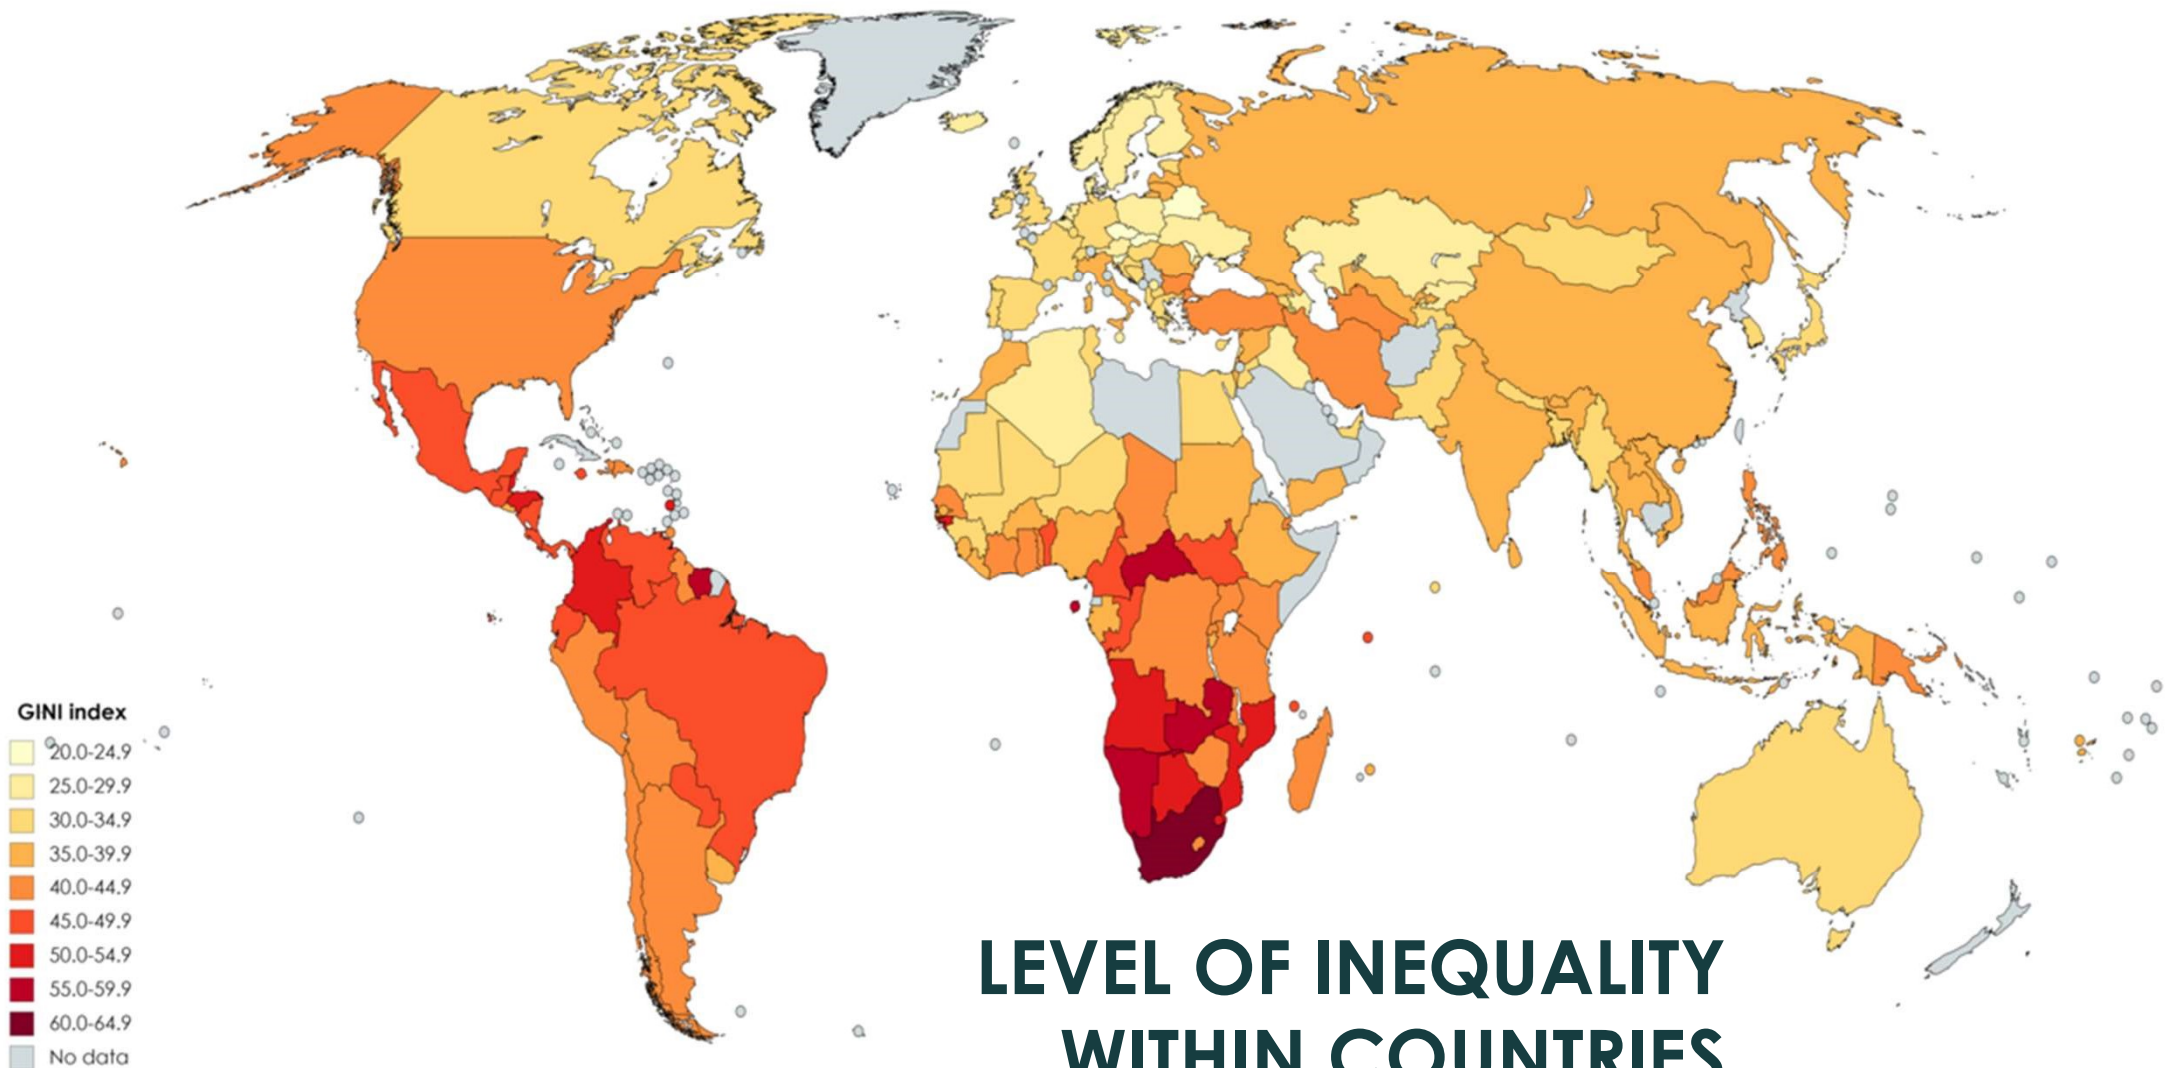 GINI index
20.0-24.9
25.0-29.9
30.0-34.9
35.0-39.9
40.0-44.9
45.0-49.9
50.0-54.9
55.0-59.9
60.0-64.9
No data
LEVEL OF INEQUALITY
WITHIN COUNTRIES